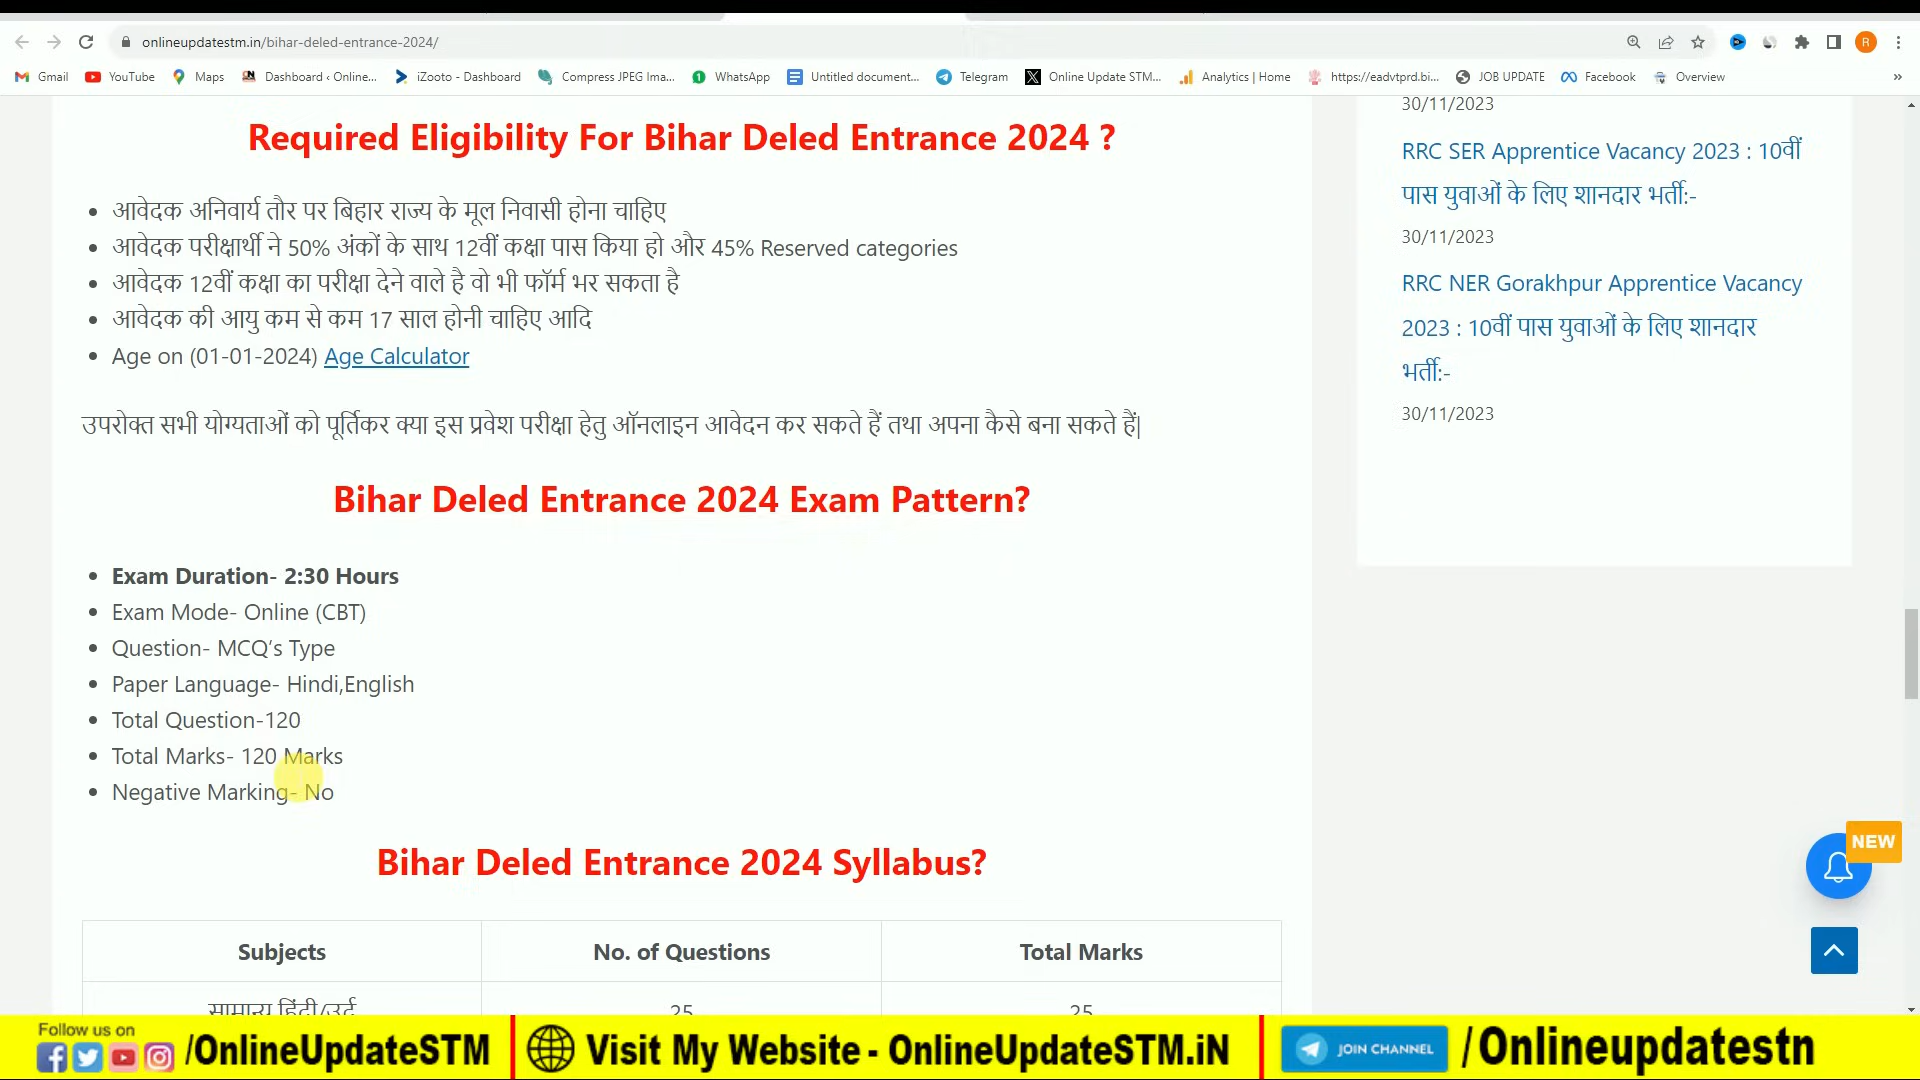 onlineupdatestm.in/bihar-deled-entrance-2024/
R
Gmail YouTube Maps Dashboard ‹ Online... iZooto - Dashboard Compress JPEG Ima... WhatsApp Untitled document... Telegram Online Update STM... Analytics | Home https://eadvtprd.bi... JOB UPDATE Facebook Overview »
Required Eligibility For Bihar Deled Entrance 2024 ?
आवेदक अनिवार्य तौर पर बिहार राज्य के मूल निवासी होना चाहिए
आवेदक परीक्षार्थी ने 50% अंकों के साथ 12वीं कक्षा पास किया हो और 45% Reserved categories
आवेदक 12वीं कक्षा का परीक्षा देने वाले है वो भी फॉर्म भर सकता है
आवेदक की आयु कम से कम 17 साल होनी चाहिए आदि
Age on (01-01-2024) Age Calculator
उपरोक्त सभी योग्यताओं को पूर्तिकर क्या इस प्रवेश परीक्षा हेतु ऑनलाइन आवेदन कर सकते हैं तथा अपना कैसे बना सकते हैं|
Bihar Deled Entrance 2024 Exam Pattern?
Exam Duration- 2:30 Hours
Exam Mode- Online (CBT)
Question- MCQ’s Type
Paper Language- Hindi,English
Total Question-120
Total Marks- 120 Marks
Negative Marking- No
Bihar Deled Entrance 2024 Syllabus?
Subjects No. of Questions Total Marks
सामान्य हिंदी/उर्दू 25 25
30/11/2023
RRC SER Apprentice Vacancy 2023 : 10वीं
पास युवाओं के लिए शानदार भर्ती:-
30/11/2023
RRC NER Gorakhpur Apprentice Vacancy
2023 : 10वीं पास युवाओं के लिए शानदार
भर्ती:-
30/11/2023
NEW
Follow us on
/OnlineUpdateSTM
Visit My Website - OnlineUpdateSTM.iN
JOIN CHANNEL
/Onlineupdatestn